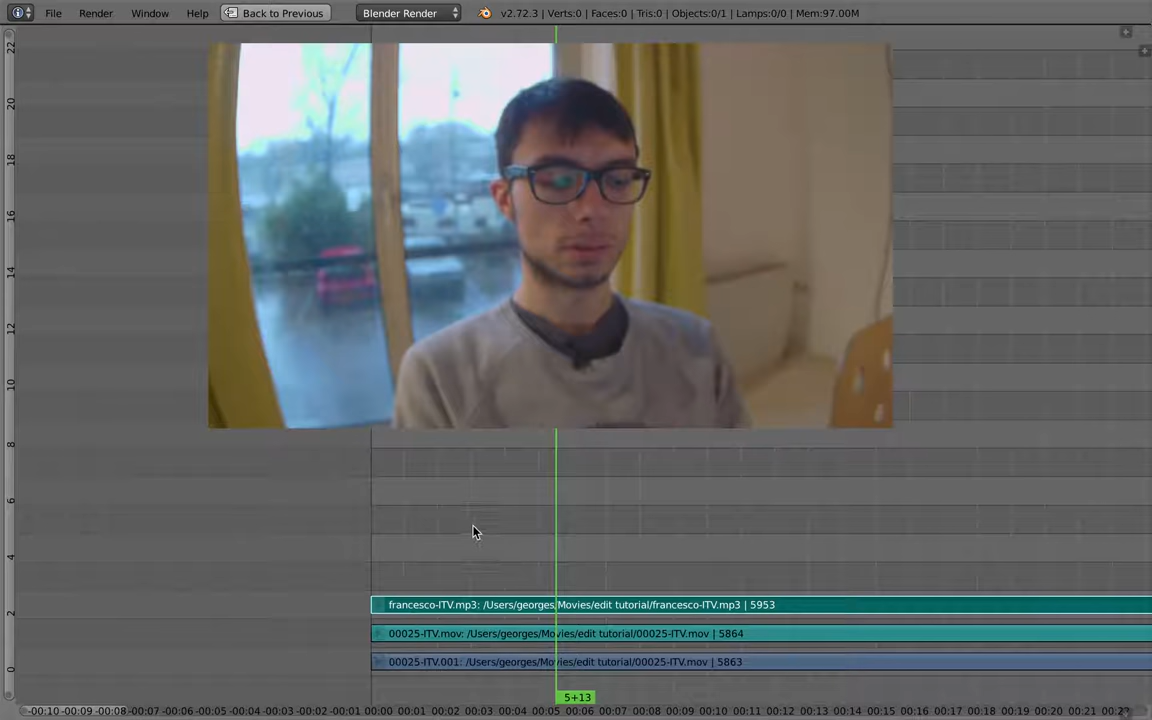 File Render Window Help Back to Previous Blender Render v2.72.3 | Verts:0 | Faces:0 | Tris:0 | Objects:0/1 | Lamps:0/0 | Mem:97.00M
22
20
18
16
14
12
10
8
6
4
francesco-ITV.mp3: /Users/georges/Movies/edit tutorial/francesco-ITV.mp3 | 5953
2
00025-ITV.mov: /Users/georges/Movies/edit tutorial/00025-ITV.mov | 5864
00025-ITV.001: /Users/georges/Movies/edit tutorial/00025-ITV.mov | 5863
0
5+13
-00:10 -00:09 -00:08 -00:07 -00:06 -00:05 -00:04 -00:03 -00:02 -00:01 00:00 00:01 00:02 00:03 00:04 00:05 00:06 00:07 00:08 00:09 00:10 00:11 00:12 00:13 00:14 00:15 00:16 00:17 00:18 00:19 00:20 00:21